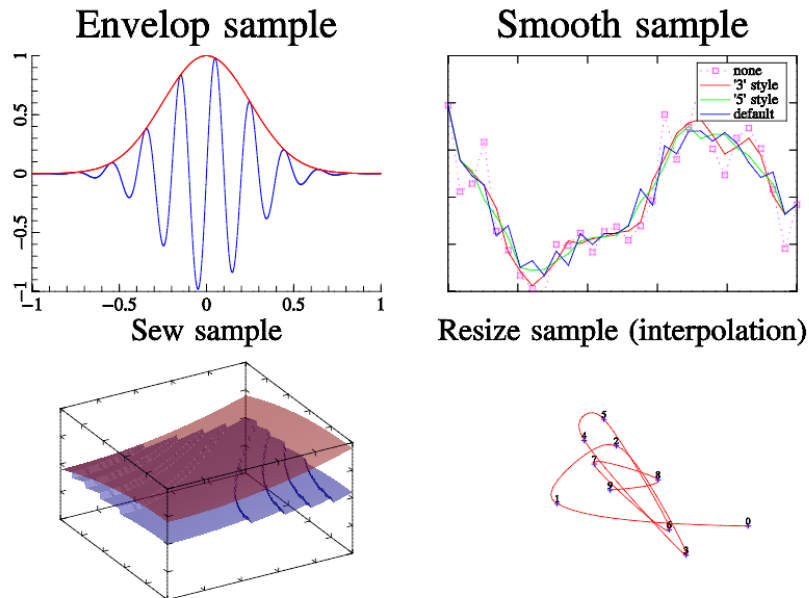 Envelop sample
1
0.5
0
−0.5
−1
−1
−0.5
0
0.5
1
Smooth sample
none
'3' style
'5' style
default
Sew sample
Resize sample (interpolation)
5
4
2
7
8
9
1
0
6
3